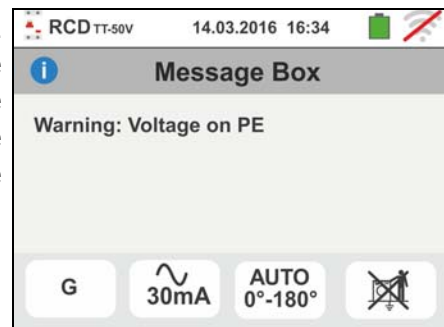 RCD TT-50V 14.03.2016 16:34
Message Box
Warning: Voltage on PE
G 30mA AUTO
0°-180°